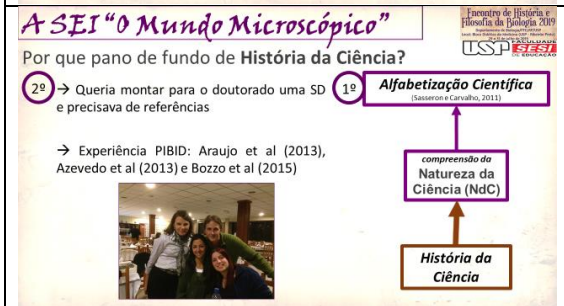 A SEI “O Mundo Microscópico”
Encontro de História e
Filosofia da Biologia 2019
USP
FACULDADE
SESI
DE EDUCAÇÃO
Por que pano de fundo de História da Ciência?
2º
→ Queria montar para o doutorado uma SD
e precisava de referências
→ Experiência PIBID: Araujo et al (2013),
Azevedo et al (2013) e Bozzo et al (2015)
1º
Alfabetização Científica
(Sasseron e Carvalho, 2011)
compreensão da
Natureza da
Ciência (NdC)
História da
Ciência